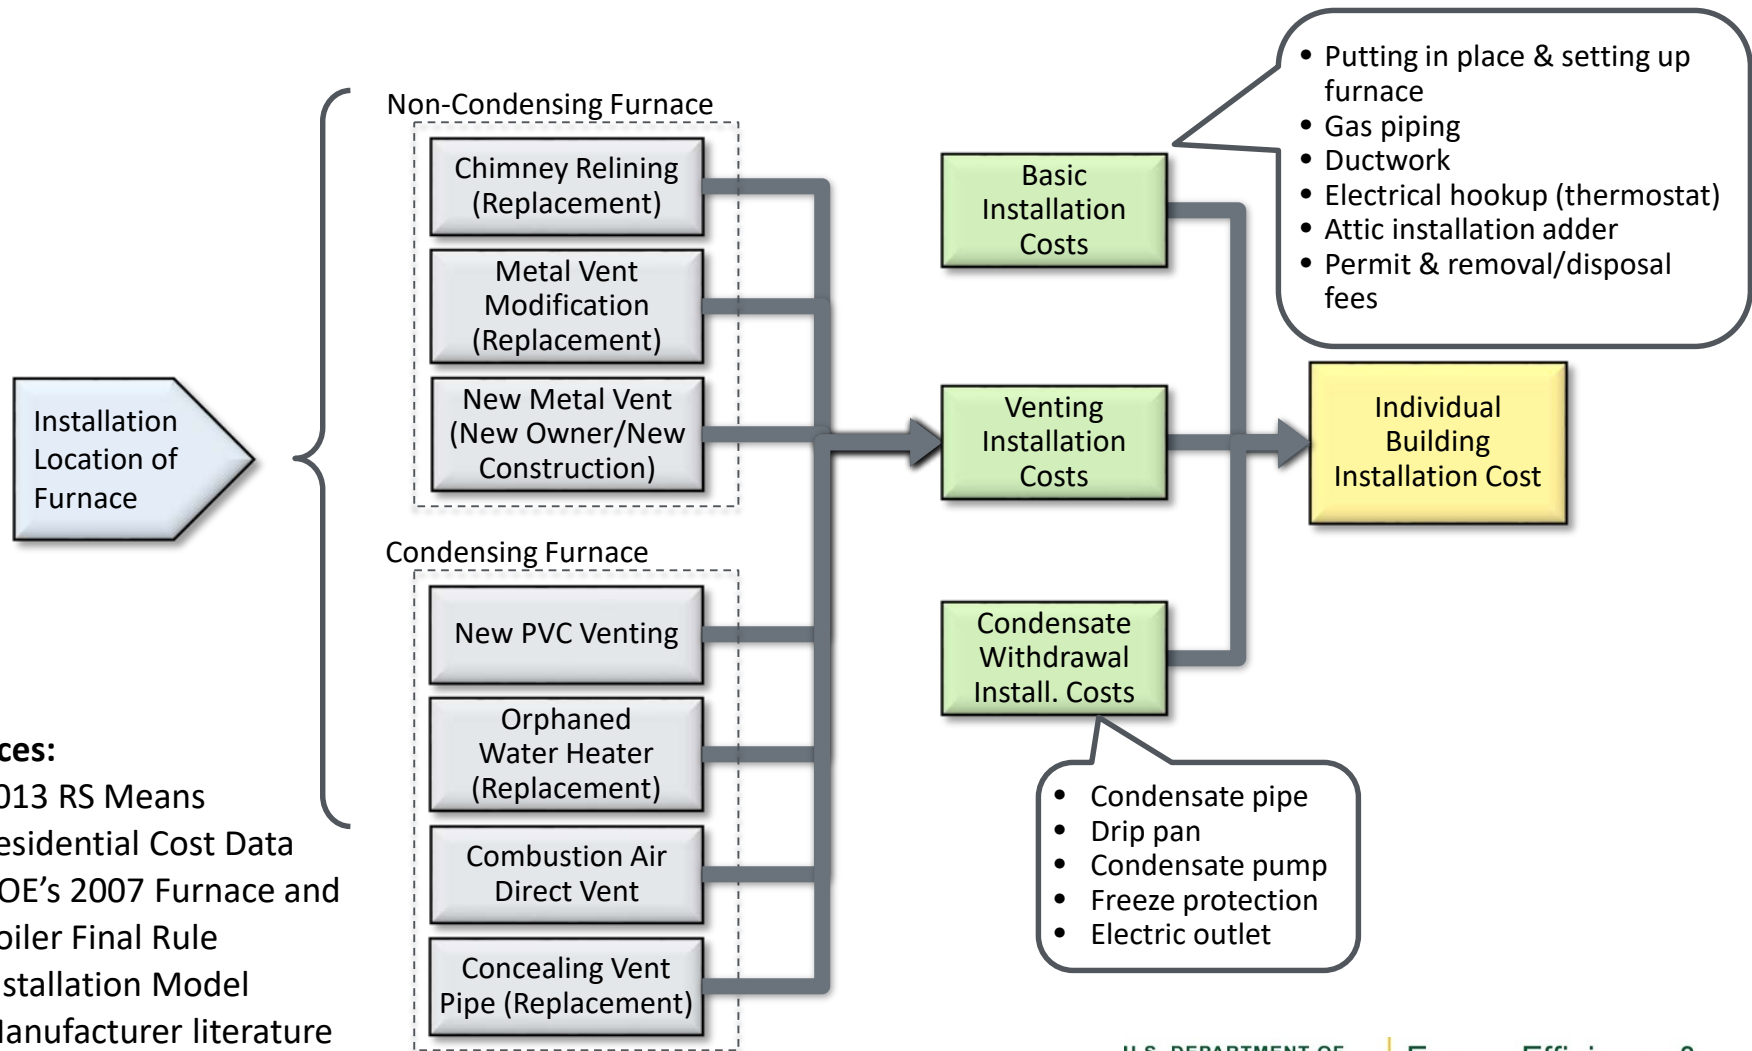 Installation
Location of
Furnace
Non-Condensing Furnace
Chimney Relining
(Replacement)
Metal Vent
Modification
(Replacement)
New Metal Vent
(New Owner/New
Construction)
Condensing Furnace
New PVC Venting
Orphaned
Water Heater
(Replacement)
Combustion Air
Direct Vent
Concealing Vent
Pipe (Replacement)
Basic
Installation
Costs
Venting
Installation
Costs
Condensate
Withdrawal
Install. Costs
• Putting in place & setting up
furnace
• Gas piping
• Ductwork
• Electrical hookup (thermostat)
• Attic installation adder
• Permit & removal/disposal
fees
Individual
Building
Installation Cost
• Condensate pipe
• Drip pan
• Condensate pump
• Freeze protection
• Electric outlet
ces:
013 RS Means
esidential Cost Data
OE’s 2007 Furnace and
oiler Final Rule
stallation Model
Manufacturer literature